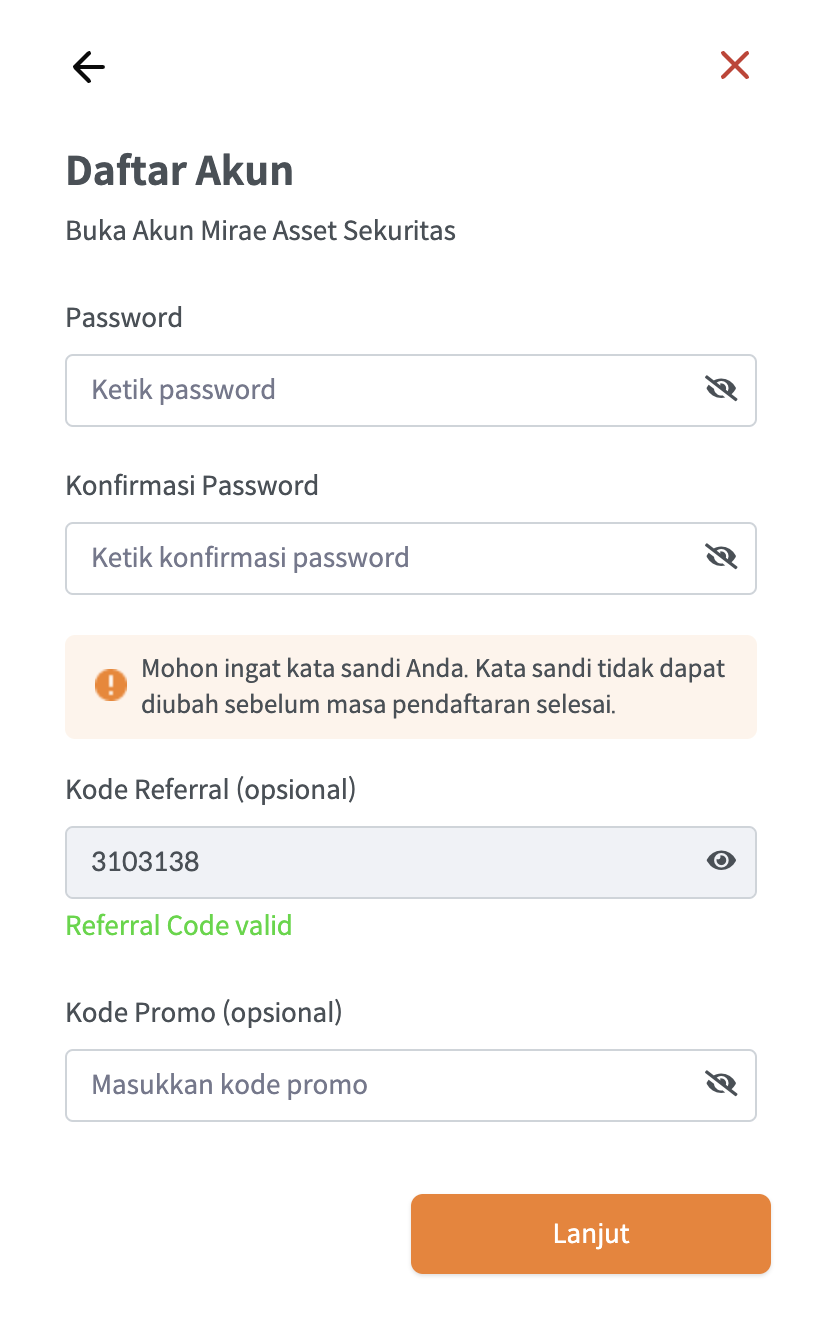 Daftar Akun
Buka Akun Mirae Asset Sekuritas
Password
Ketik password
Konfirmasi Password
Ketik konfirmasi password
Mohon ingat kata sandi Anda. Kata sandi tidak dapat
diubah sebelum masa pendaftaran selesai.
Kode Referral (opsional)
3103138
Referral Code valid
Kode Promo (opsional)
Masukkan kode promo
Lanjut